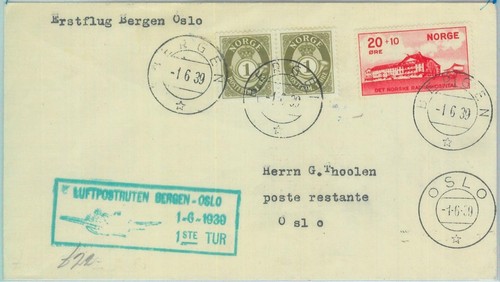 Erstflug Bergen Oslo
BERGEN
-1 6 39
NORGE
1
NORGE
1
BERGEN
39
20+10
ØRE
NORGE
DET NORSKE RADIUMHOSPITAL
BERGEN
-1 6 39
Herrn G. Thoolen
poste restante
Oslo
OSLO
-1-6-39
LUFTPOSTRUTEN BERGEN-OSLO
1-6-1939
1STE TUR